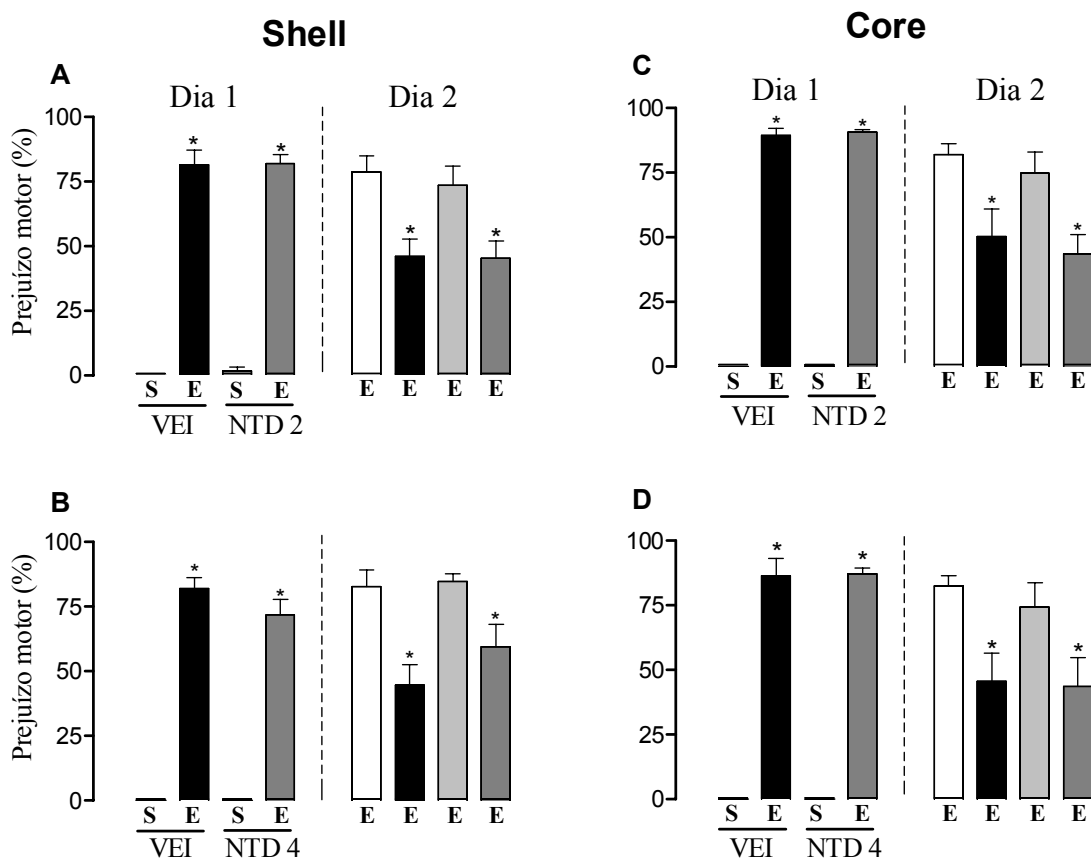 Shell
Core
A
Dia 1
Dia 2
Prejuízo motor (%)
100
75
50
25
0
* * * *
S E S E E E E E
VEI NTD 2
C
Dia 1
Dia 2
100
75
50
25
0
* * * *
S E S E E E E E
VEI NTD 2
B
Prejuízo motor (%)
100
75
50
25
0
* * * *
S E S E E E E E
VEI NTD 4
D
100
75
50
25
0
* * * *
S E S E E E E E
VEI NTD 4